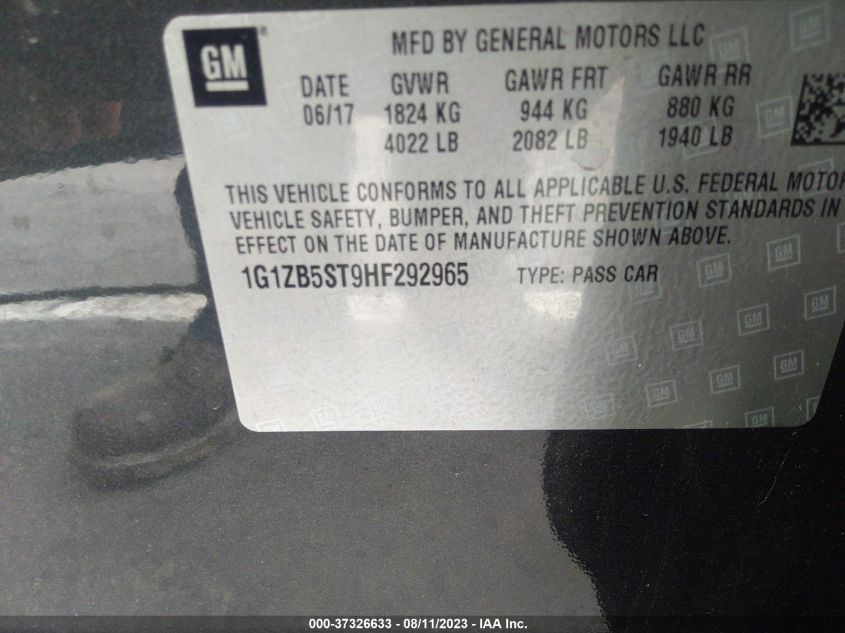 GM
®
MFD BY GENERAL MOTORS LLC
DATE GVWR GAWR FRT GAWR RR
06/17 1824 KG 944 KG 880 KG
4022 LB 2082 LB 1940 LB
THIS VEHICLE CONFORMS TO ALL APPLICABLE U.S. FEDERAL MOTOR
VEHICLE SAFETY, BUMPER, AND THEFT PREVENTION STANDARDS IN
EFFECT ON THE DATE OF MANUFACTURE SHOWN ABOVE.
1G1ZB5ST9HF292965 TYPE: PASS CAR
000-37326633 - 08/11/2023 - IAA Inc.